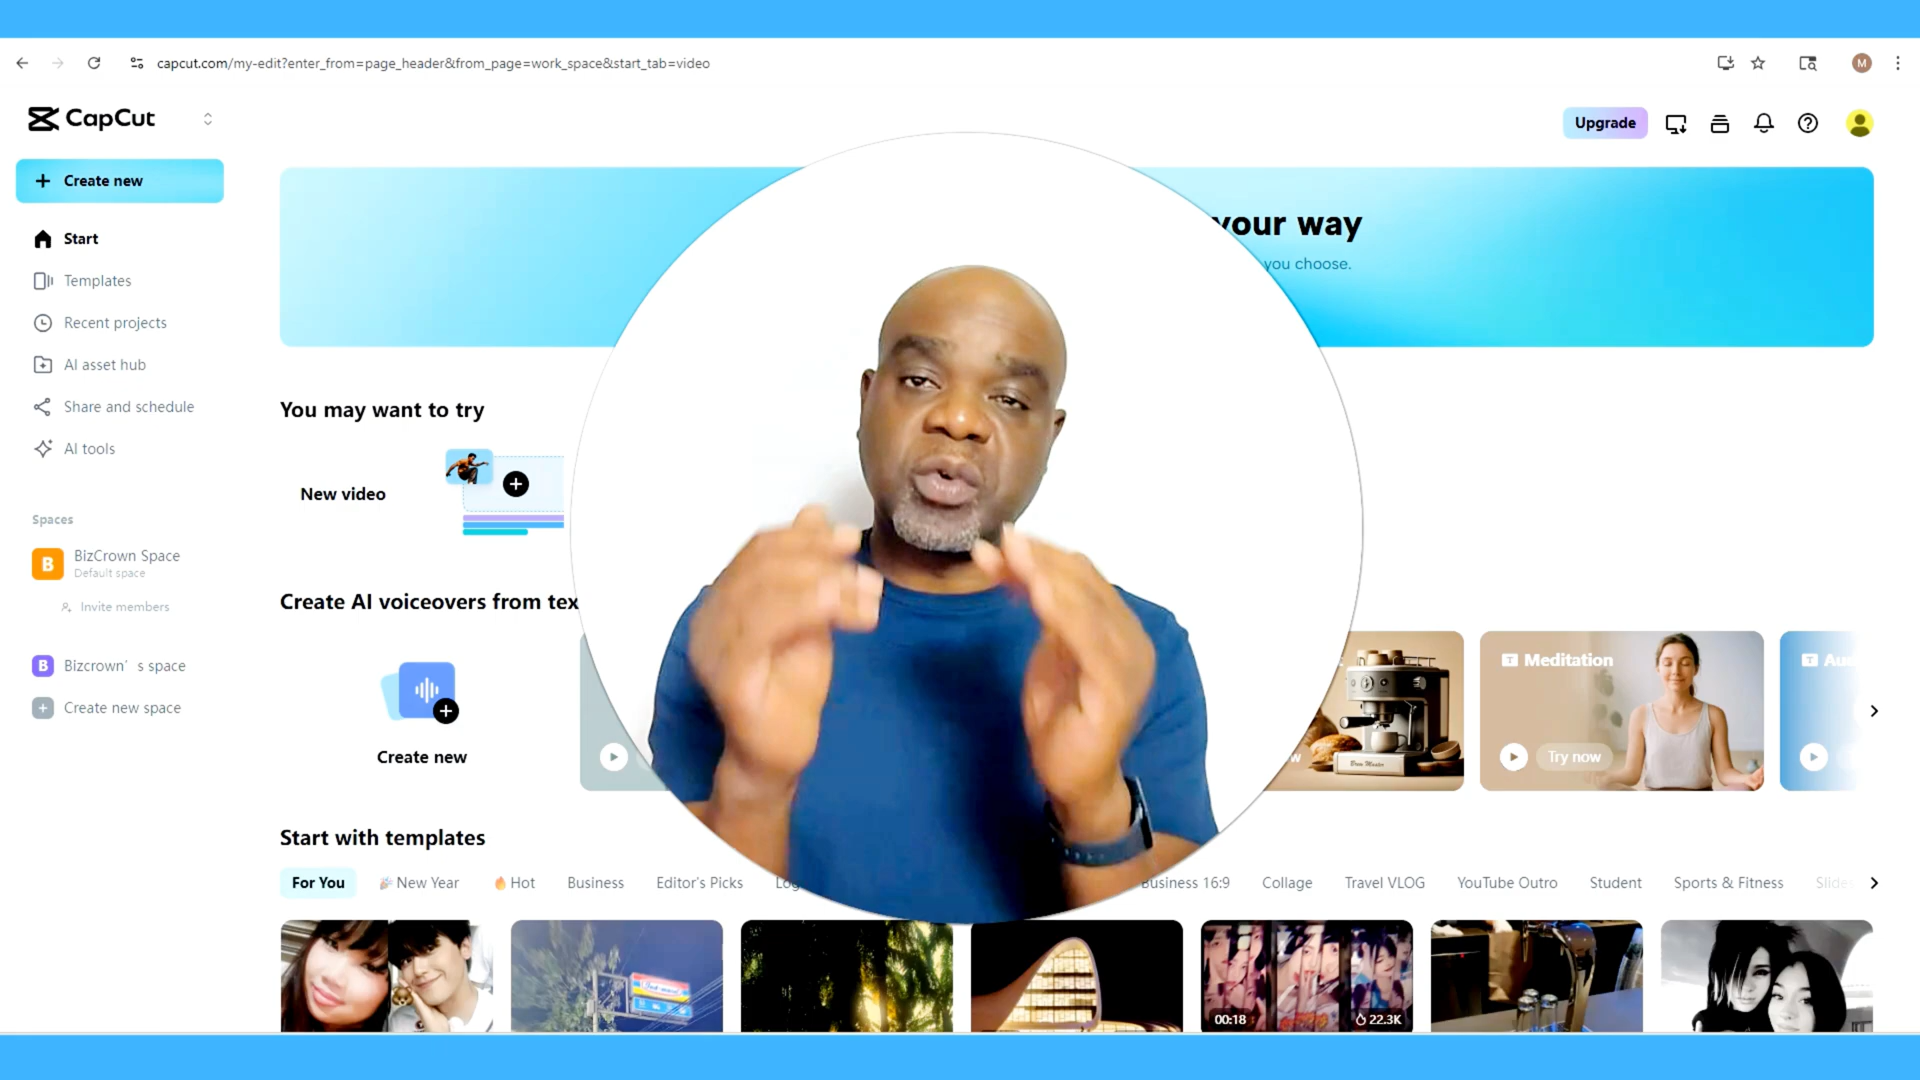 capcut.com/my-edit?enter_from=page_header&from_page=work_space&start_tab=video
M
CapCut
Upgrade
Create new
your way
you choose.
Start
Templates
Recent projects
AI asset hub
Share and schedule
AI tools
You may want to try
New video
Spaces
B
BizCrown Space
Default space
Invite members
B
Bizcrown's space
Create new space
Create AI voiceovers from tex
Create new
T Meditation
Try now
Start with templates
For You
New Year
Hot
Business
Editor's Picks
Business 16:9
Collage
Travel VLOG
YouTube Outro
Student
Sports & Fitness
00:18
22.3K